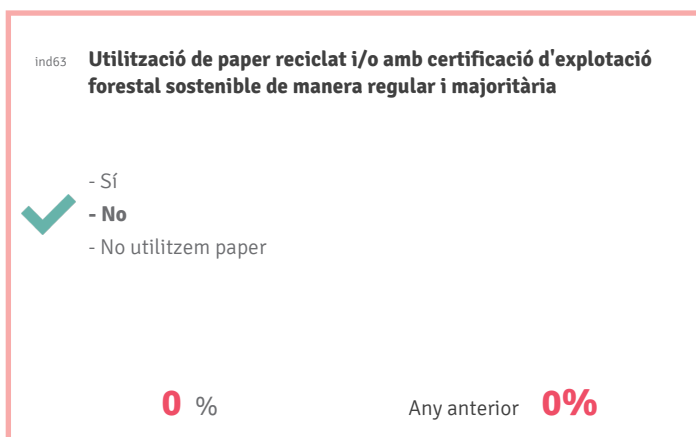 ind63 Utilització de paper reciclat i/o amb certificació d'explotació
forestal sostenible de manera regular i majoritària
- Sí
- No
- No utilitzem paper
0 % Any anterior 0%